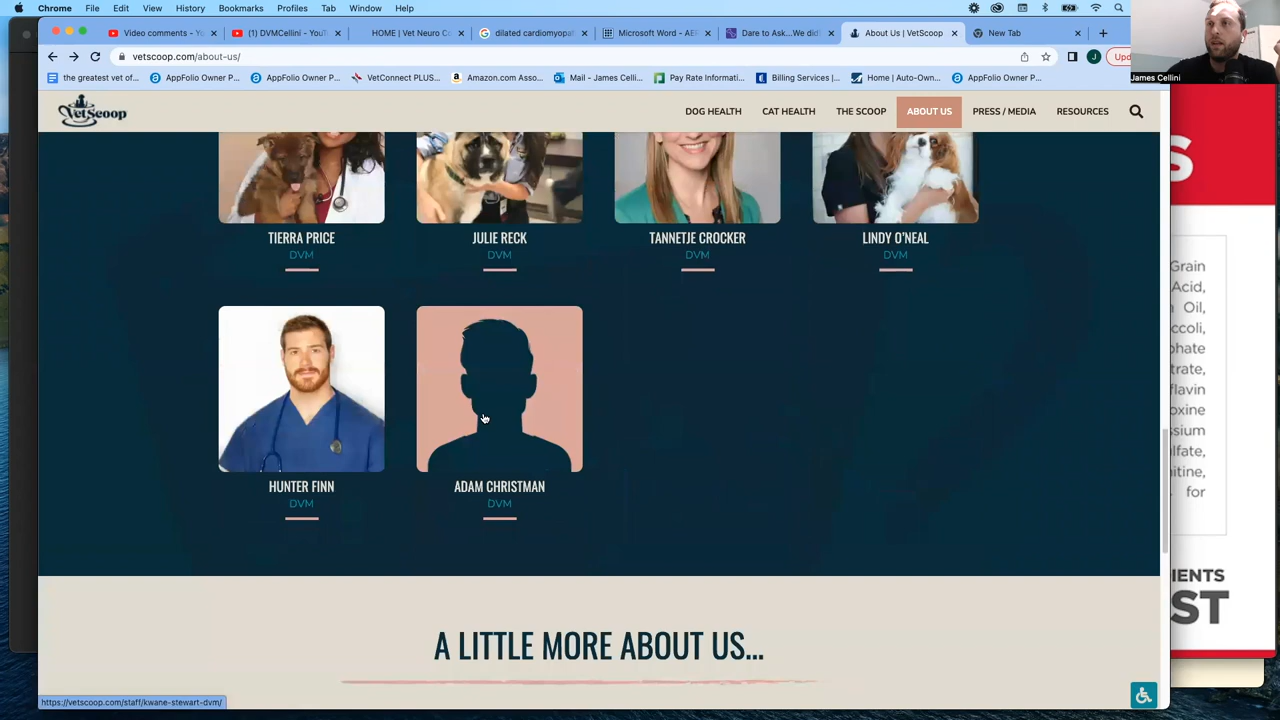 Chrome File Edit View History Bookmarks Profiles Tab Window Help
Video comments - Yo
(1) DVMCellini - YouT
HOME | Vet Neuro C
dilated cardiomyopat
Microsoft Word - AER
Dare to Ask...We did!
About Us | VetScoop
New Tab
vetscoop.com/about-us/
J
Upd
the greatest vet of...
AppFolio Owner P...
AppFolio Owner P...
VetConnect PLUS...
Amazon.com Asso...
Mail - James Celli...
Pay Rate Informati...
Billing Services |...
Home | Auto-Own...
AppFolio Owner P...
James Cellini
VetScoop
DOG HEALTH CAT HEALTH THE SCOOP ABOUT US PRESS / MEDIA RESOURCES
TIERRA PRICE
DVM
JULIE RECK
DVM
TANNETJE CROCKER
DVM
LINDY O'NEAL
DVM
HUNTER FINN
DVM
ADAM CHRISTMAN
DVM
A LITTLE MORE ABOUT US...
https://vetscoop.com/staff/kwane-stewart-dvm/
S
Grain
Acid,
Oil,
ccoli,
phate
flavin
oxine
ssium
ulfate,
nitine,
for
IENTS
ST